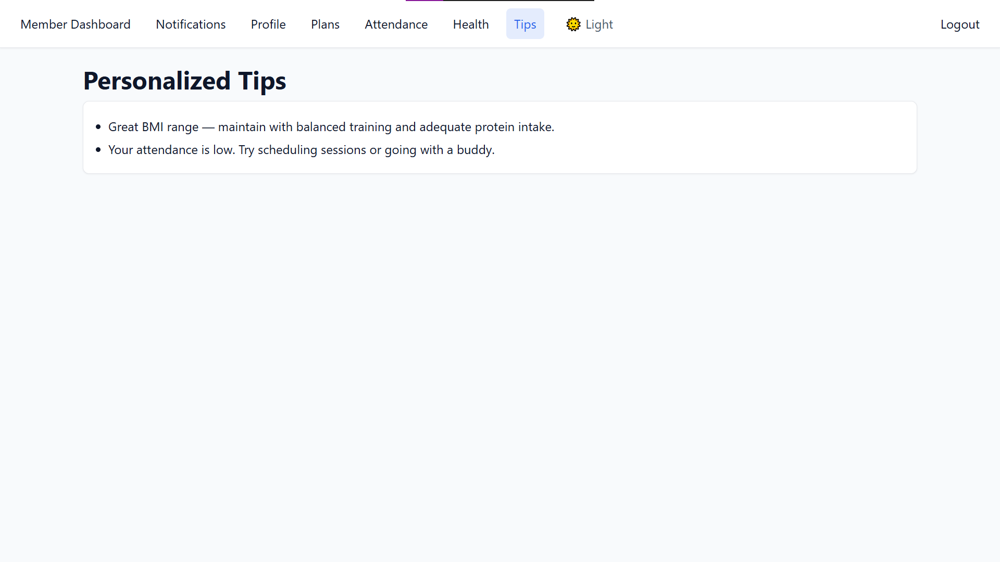 Member Dashboard Notifications Profile Plans Attendance Health Tips Light Logout
Personalized Tips
• Great BMI range — maintain with balanced training and adequate protein intake.
• Your attendance is low. Try scheduling sessions or going with a buddy.